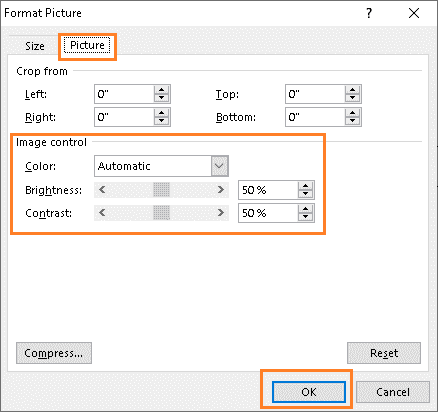 Format Picture ? ×
Size Picture
Crop from
Left: 0" Top: 0"
Right: 0" Bottom: 0"
Image control
Color: Automatic
Brightness: 50 %
Contrast: 50 %
Compress... Reset
OK Cancel